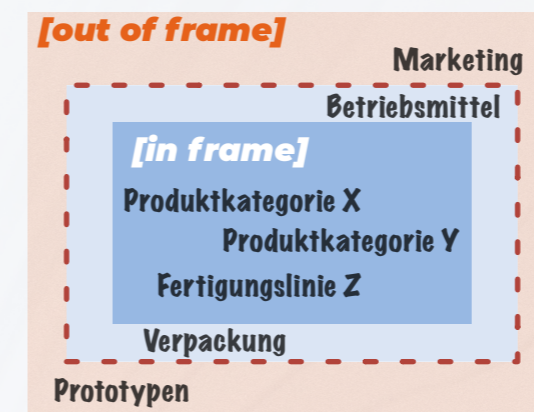 [out of frame]
Marketing
Betriebsmittel
[in frame]
Produktkategorie X
Produktkategorie Y
Fertigungslinie Z
Verpackung
Prototypen